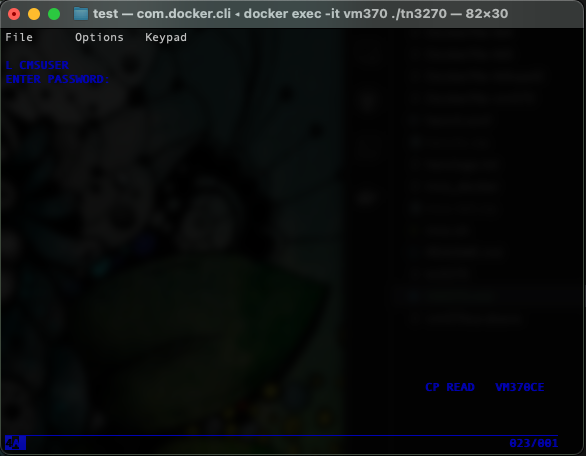 test — com.docker.cli ◂ docker exec -it vm370 ./tn3270 — 82×30
File Options Keypad
L CMSUSER
ENTER PASSWORD:
CP READ VM370CE
023/001